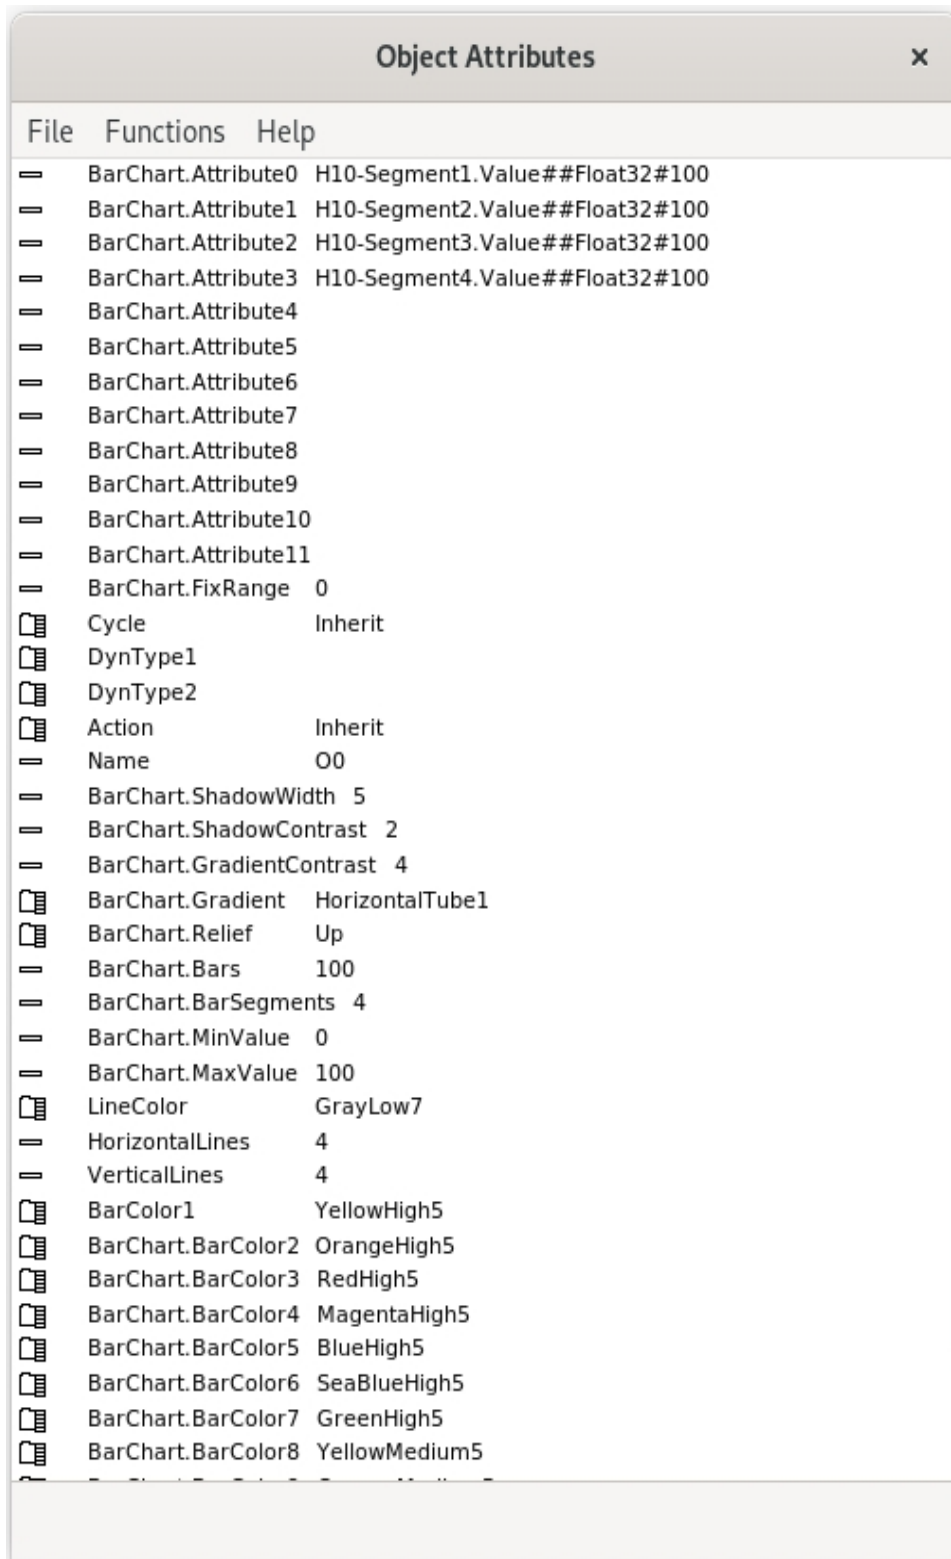 Object Attributes ×
File Functions Help
BarChart.Attribute0 H10-Segment1.Value##Float32#100
BarChart.Attribute1 H10-Segment2.Value##Float32#100
BarChart.Attribute2 H10-Segment3.Value##Float32#100
BarChart.Attribute3 H10-Segment4.Value##Float32#100
BarChart.Attribute4
BarChart.Attribute5
BarChart.Attribute6
BarChart.Attribute7
BarChart.Attribute8
BarChart.Attribute9
BarChart.Attribute10
BarChart.Attribute11
BarChart.FixRange 0
Cycle Inherit
DynType1
DynType2
Action Inherit
Name O0
BarChart.ShadowWidth 5
BarChart.ShadowContrast 2
BarChart.GradientContrast 4
BarChart.Gradient HorizontalTube1
BarChart.Relief Up
BarChart.Bars 100
BarChart.BarSegments 4
BarChart.MinValue 0
BarChart.MaxValue 100
LineColor GrayLow7
HorizontalLines 4
VerticalLines 4
BarColor1 YellowHigh5
BarChart.BarColor2 OrangeHigh5
BarChart.BarColor3 RedHigh5
BarChart.BarColor4 MagentaHigh5
BarChart.BarColor5 BlueHigh5
BarChart.BarColor6 SeaBlueHigh5
BarChart.BarColor7 GreenHigh5
BarChart.BarColor8 YellowMedium5